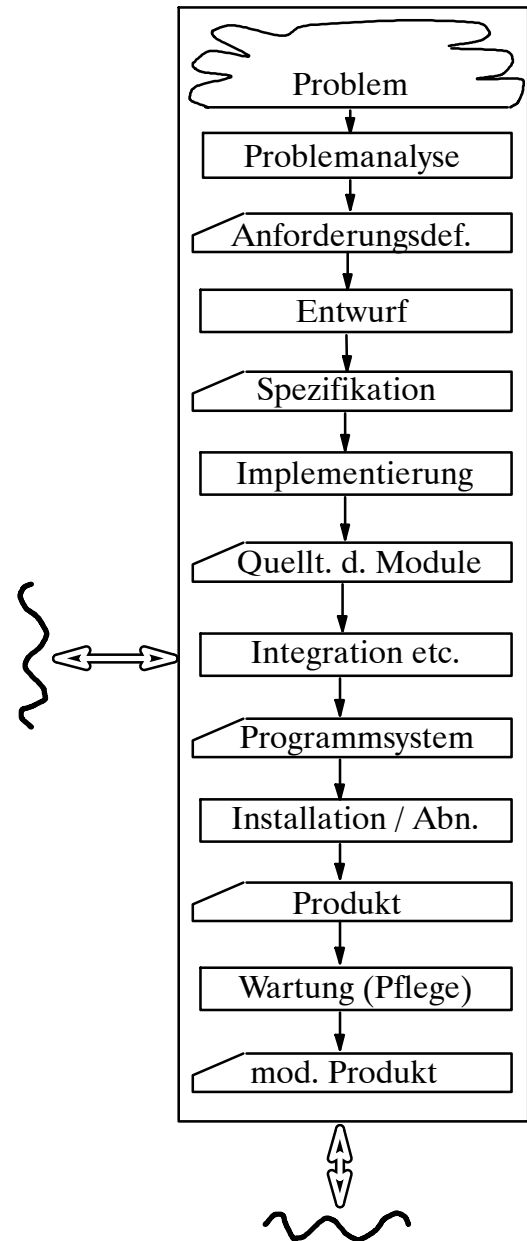 Problem
Problemanalyse
Anforderungsdef.
Entwurf
Spezifikation
Implementierung
Quellt. d. Module
Integration etc.
Programmsystem
Installation / Abn.
Produkt
Wartung (Pflege)
mod. Produkt